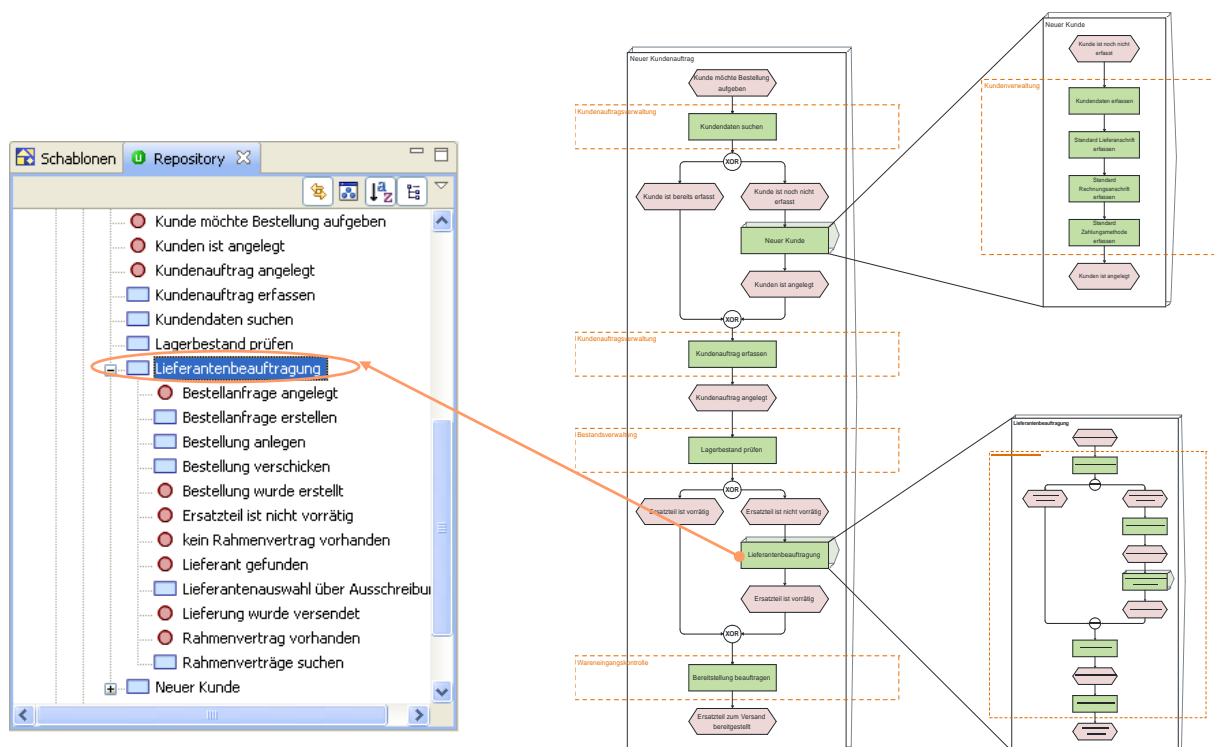 Schablonen
Repository
Kunde möchte Bestellung aufgeben
Kunden ist angelegt
Kundenauftrag angelegt
Kundenauftrag erfassen
Kundendaten suchen
Lagerbestand prüfen
Lieferantenbeauftragung
Bestellanfrage angelegt
Bestellanfrage erstellen
Bestellung anlegen
Bestellung verschicken
Bestellung wurde erstellt
Ersatzteil ist nicht vorrätig
kein Rahmenvertrag vorhanden
Lieferant gefunden
Lieferantenauswahl über Ausschreibu
Lieferung wurde versendet
Rahmenvertrag vorhanden
Rahmenverträge suchen
Neuer Kunde
Neuer Kundenauftrag
Kunde möchte Bestellung
aufgeben
Kundenauftragsverwaltung
Kundendaten suchen
XOR
Kunde ist bereits erfasst
Kunde ist noch nicht
erfasst
Neuer Kunde
Kunden ist angelegt
XOR
Kundenauftragsverwaltung
Kundenauftrag erfassen
Kundenauftrag angelegt
Bestandsverwaltung
Lagerbestand prüfen
XOR
Ersatzteil ist vorrätig
Ersatzteil ist nicht vorrätig
Lieferantenbeauftragung
Ersatzteil ist vorrätig
XOR
Wareneingangskontrolle
Bereitstellung beauftragen
Ersatzteil zum Versand
bereitgestellt
Neuer Kunde
Kunde ist noch nicht
erfasst
Kundenverwaltung
Kundendaten erfassen
Standard Lieferanschrift
erfassen
Standard
Rechnungsanschrift
erfassen
Standard
Zahlungsmethode
erfassen
Kunden ist angelegt
Lieferantenbeauftragung